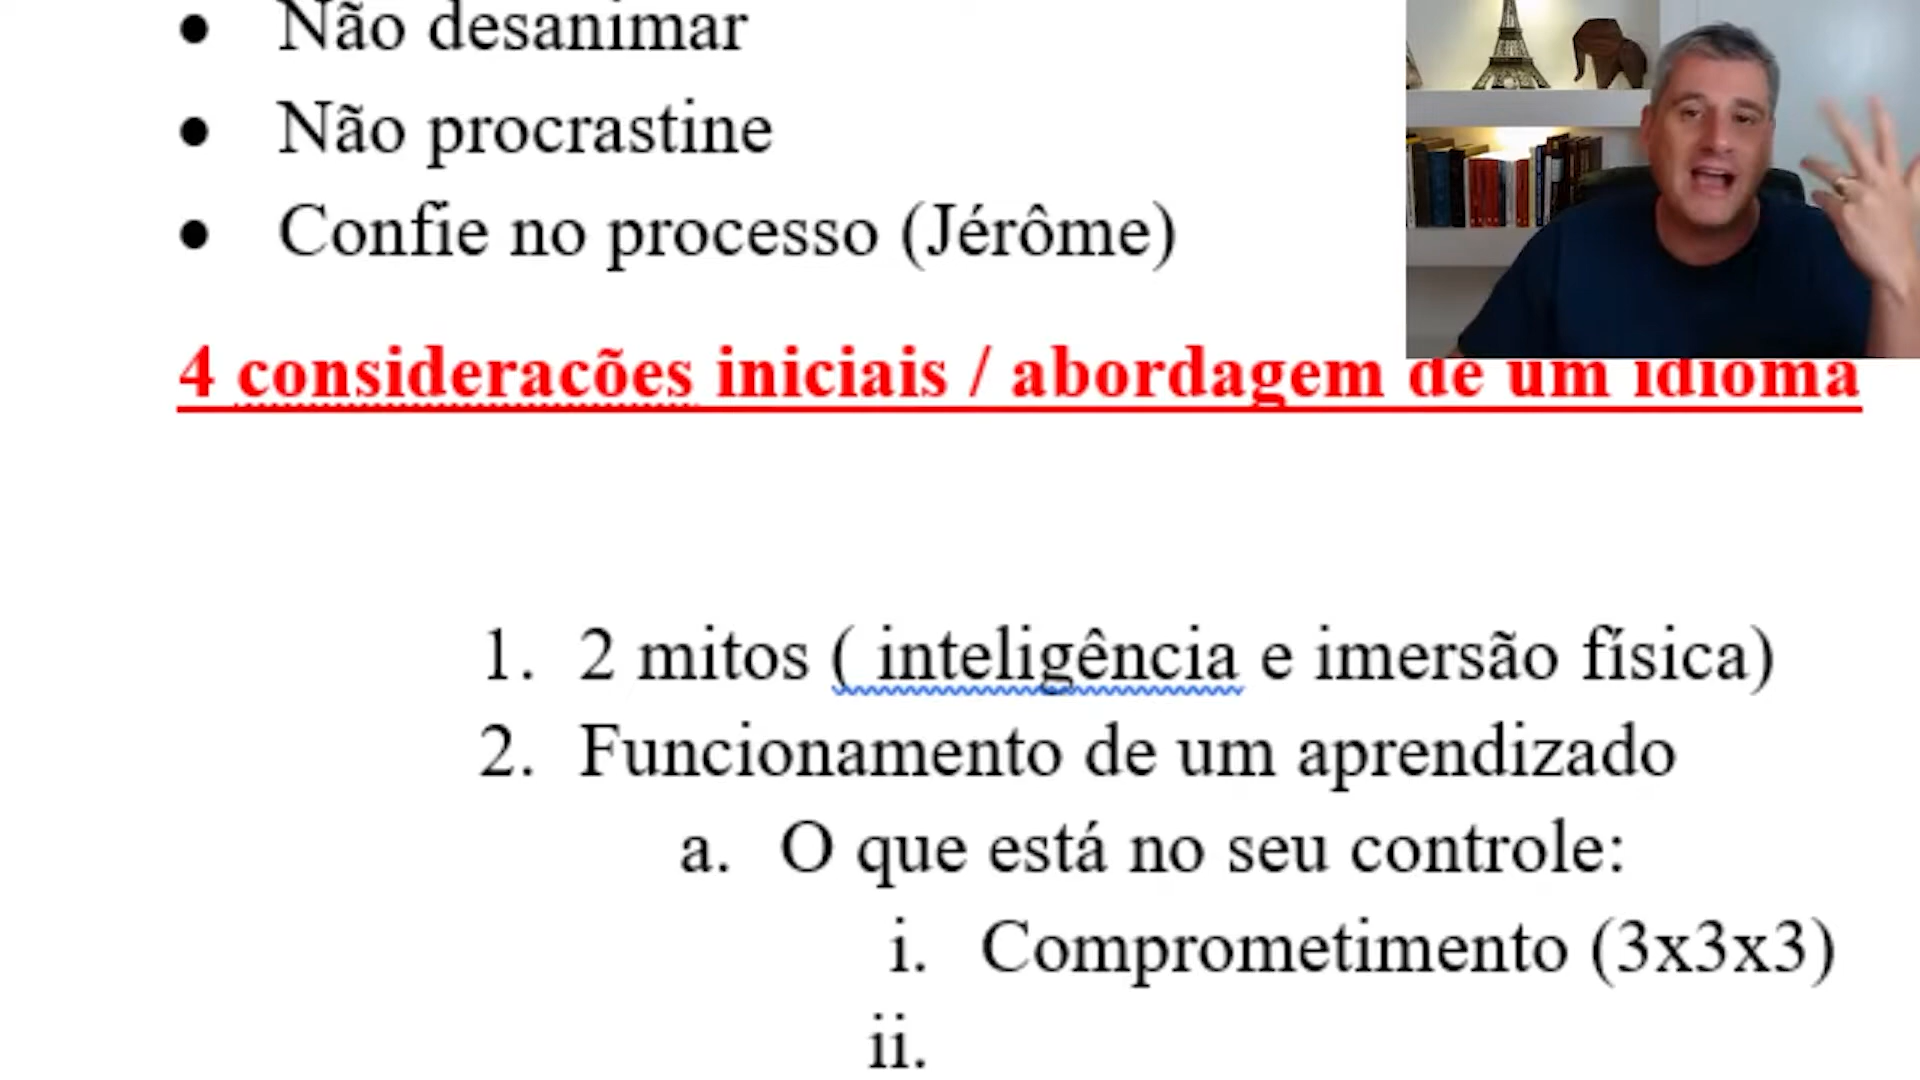 • Não desanimar
• Não procrastine
• Confie no processo (Jérôme)
4 considerações iniciais / abordagem de um idioma
1. 2 mitos ( inteligência e imersão física)
2. Funcionamento de um aprendizado
a. O que está no seu controle:
i. Comprometimento (3x3x3)
ii.